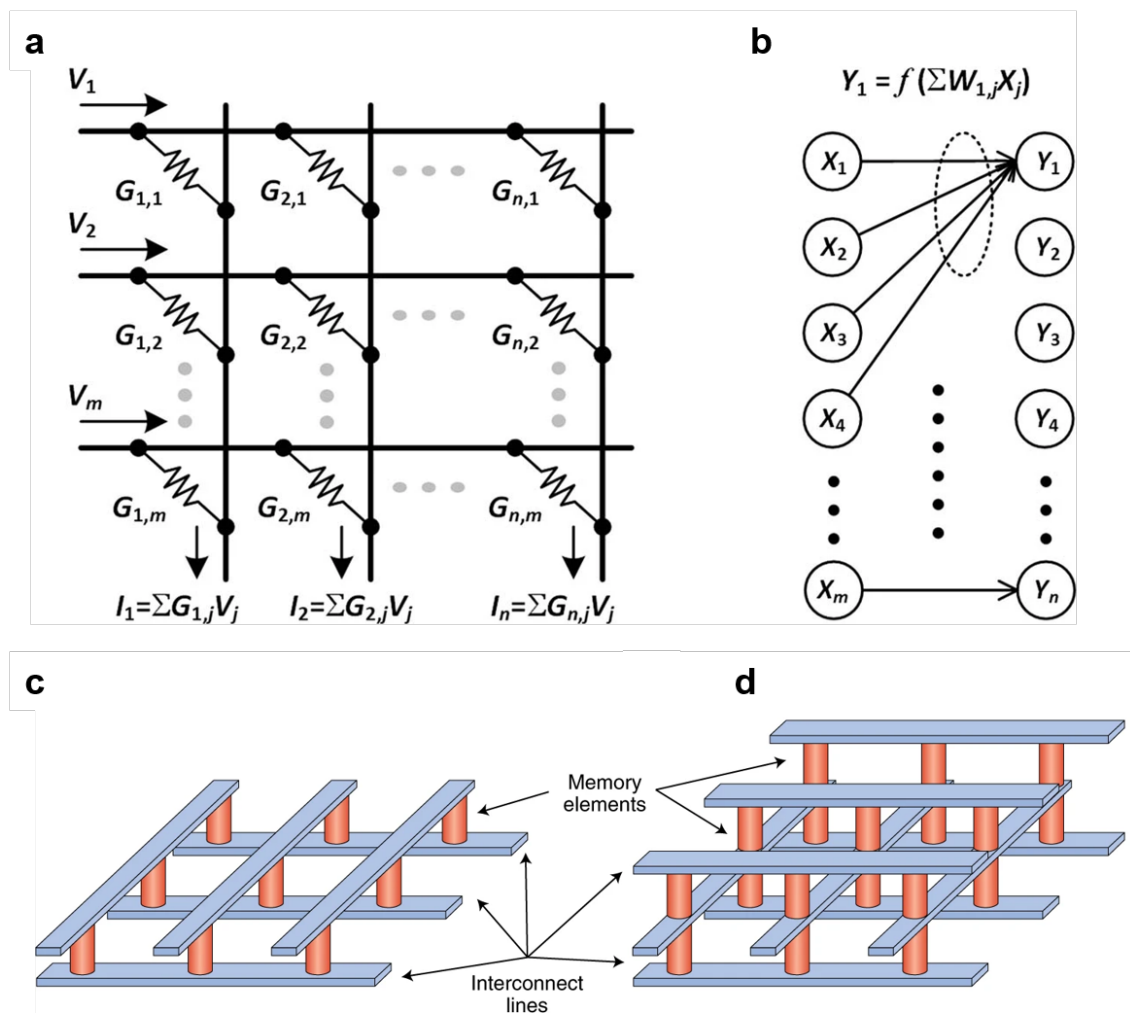 a
V1
G1,1 G2,1 Gn,1
V2
G1,2 G2,2 Gn,2
Vm
G1,m G2,m Gn,m
I1=ΣG1,jVj I2=ΣG2,jVj In=ΣGn,jVj
b
Y1 = f (ΣW1,jXj)
X1 Y1
X2 Y2
X3 Y3
X4 Y4
Xm Yn
c
d
Memory
elements
Interconnect
lines